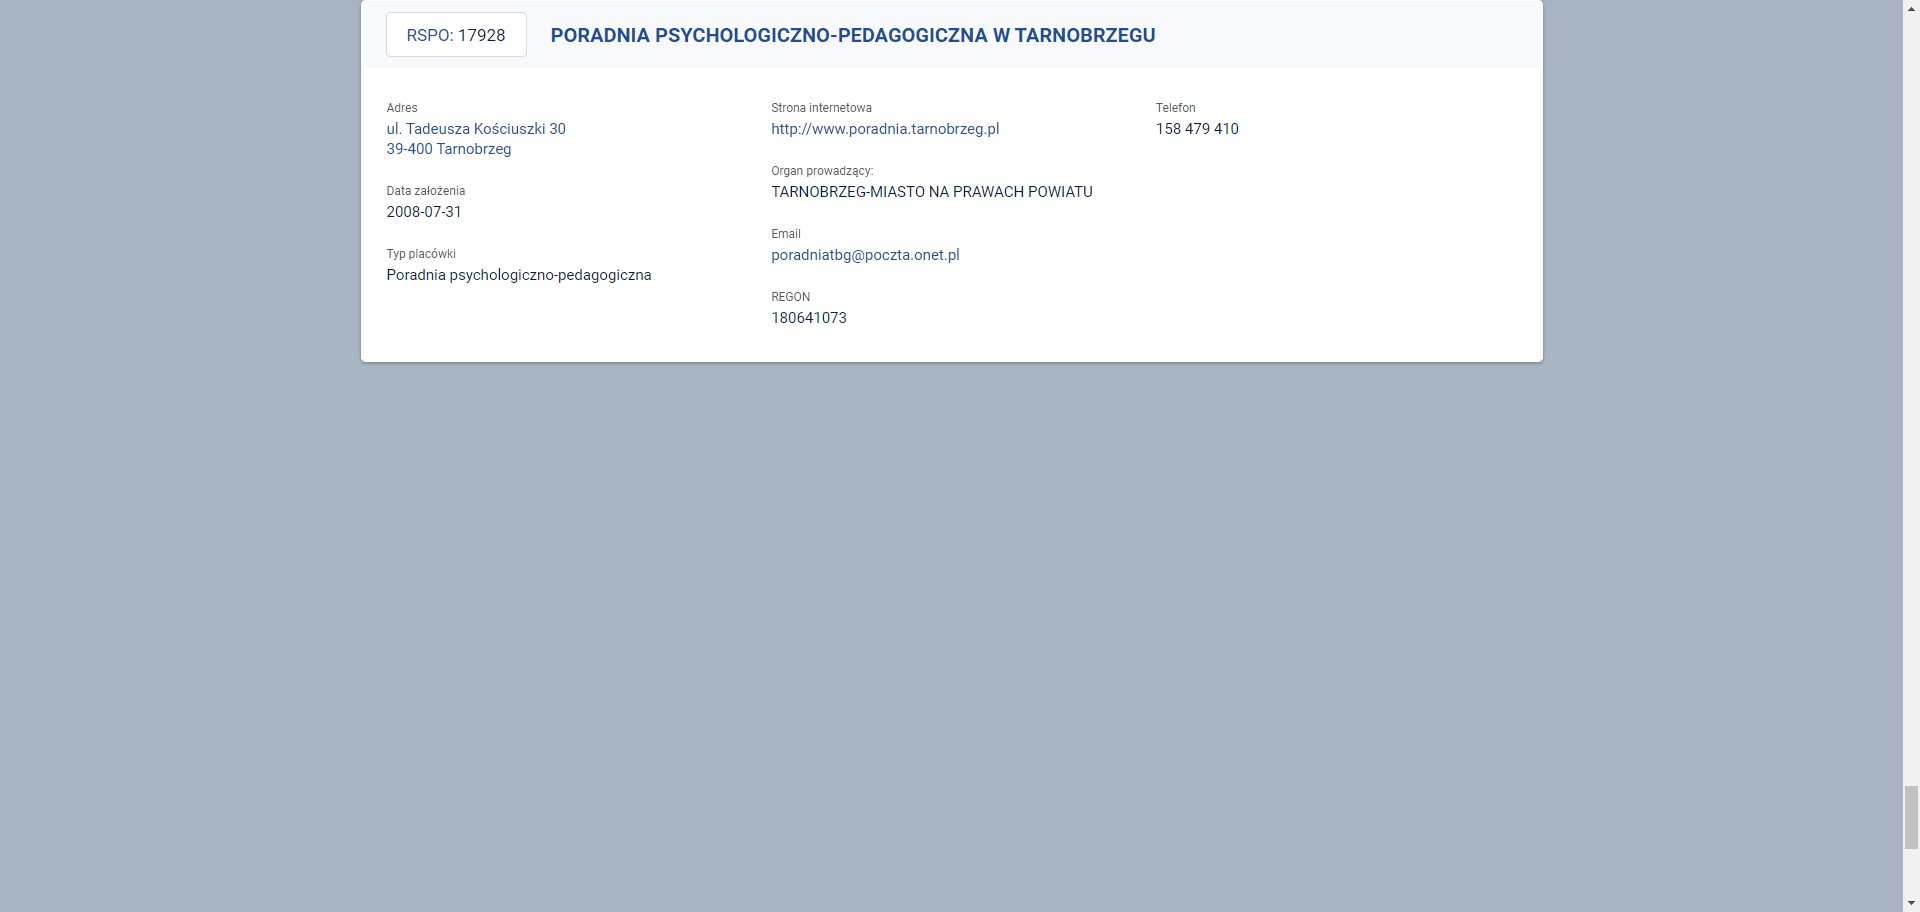 RSPO: 17928
PORADNIA PSYCHOLOGICZNO-PEDAGOGICZNA W TARNOBRZEGU
Adres
ul. Tadeusza Kościuszki 30
39-400 Tarnobrzeg
Data założenia
2008-07-31
Typ placówki
Poradnia psychologiczno-pedagogiczna
Strona internetowa
http://www.poradnia.tarnobrzeg.pl
Organ prowadzący:
TARNOBRZEG-MIASTO NA PRAWACH POWIATU
Email
poradniatbg@poczta.onet.pl
REGON
180641073
Telefon
158 479 410